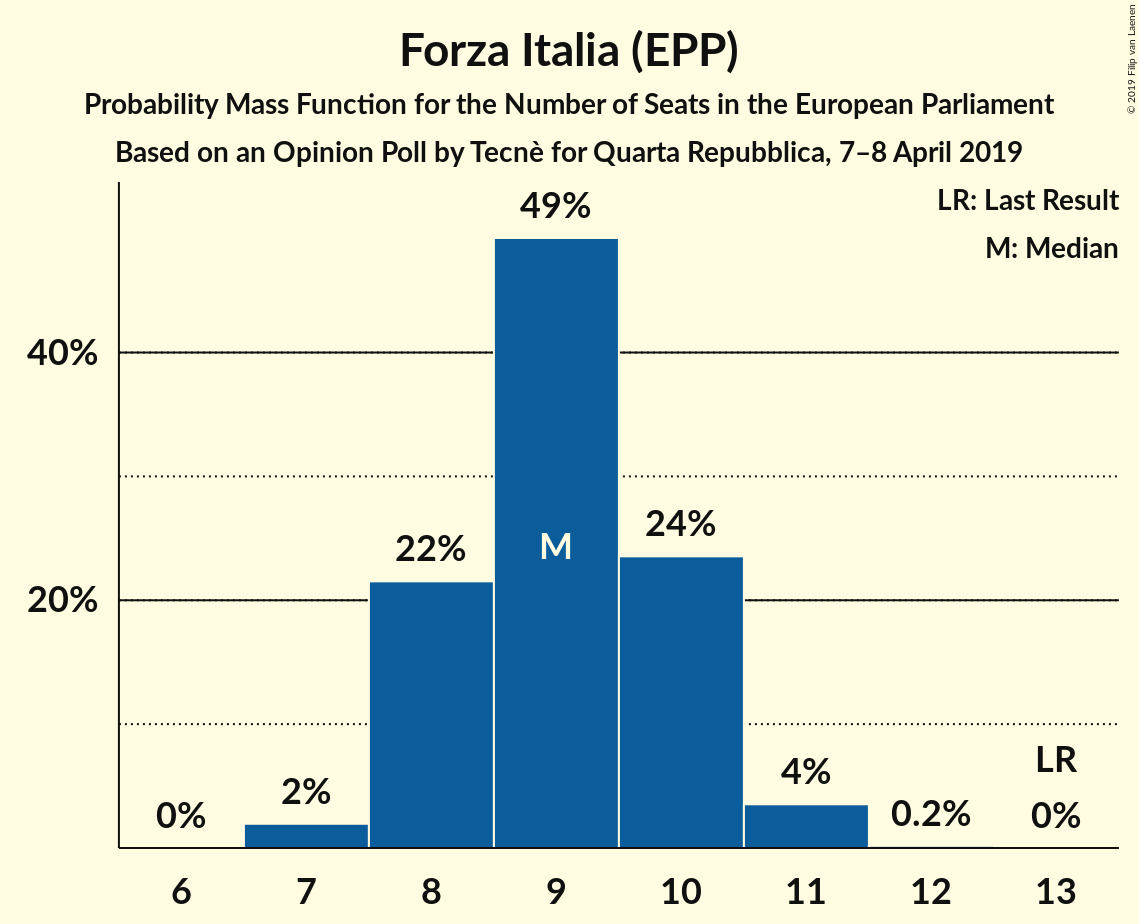 Forza Italia (EPP)
Probability Mass Function for the Number of Seats in the European Parliament
Based on an Opinion Poll by Tecnè for Quarta Repubblica, 7–8 April 2019
© 2019 Filip van Laenen
LR: Last Result
M: Median
49%
40%
24%
22%
M
20%
LR
2%
4%
0%
0.2%
0%
6 7 8 9 10 11 12 13